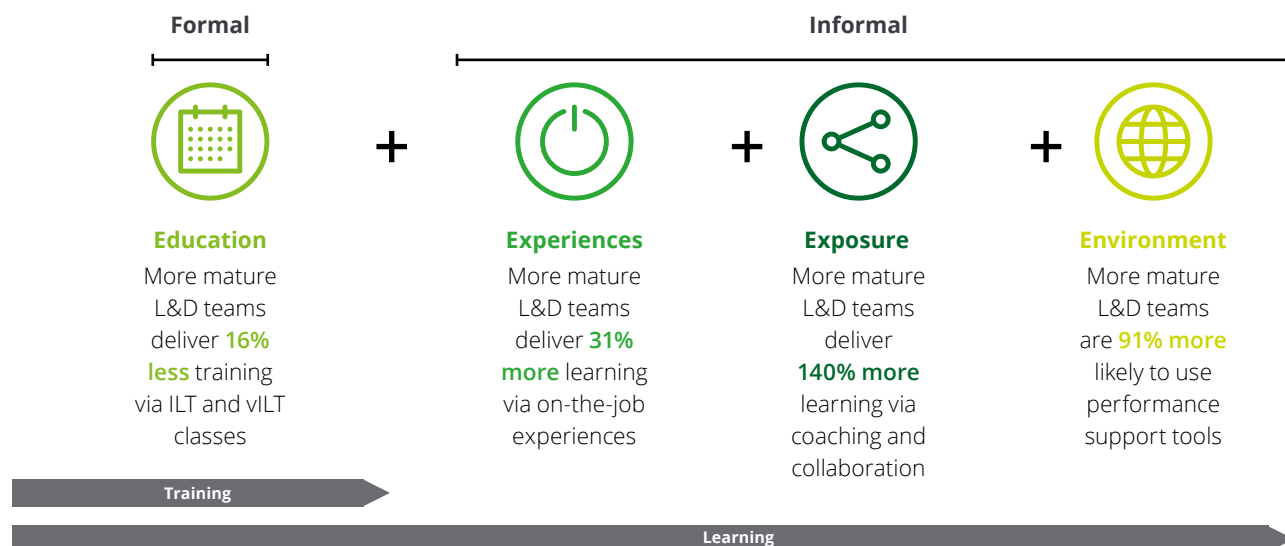 Formal
Informal
+
+
+
Education
More mature
L&D teams
deliver 16%
less training
via ILT and vILT
classes
Experiences
More mature
L&D teams
deliver 31%
more learning
via on-the-job
experiences
Exposure
More mature
L&D teams
deliver
140% more
learning via
coaching and
collaboration
Environment
More mature
L&D teams
are 91% more
likely to use
performance
support tools
Training
Learning